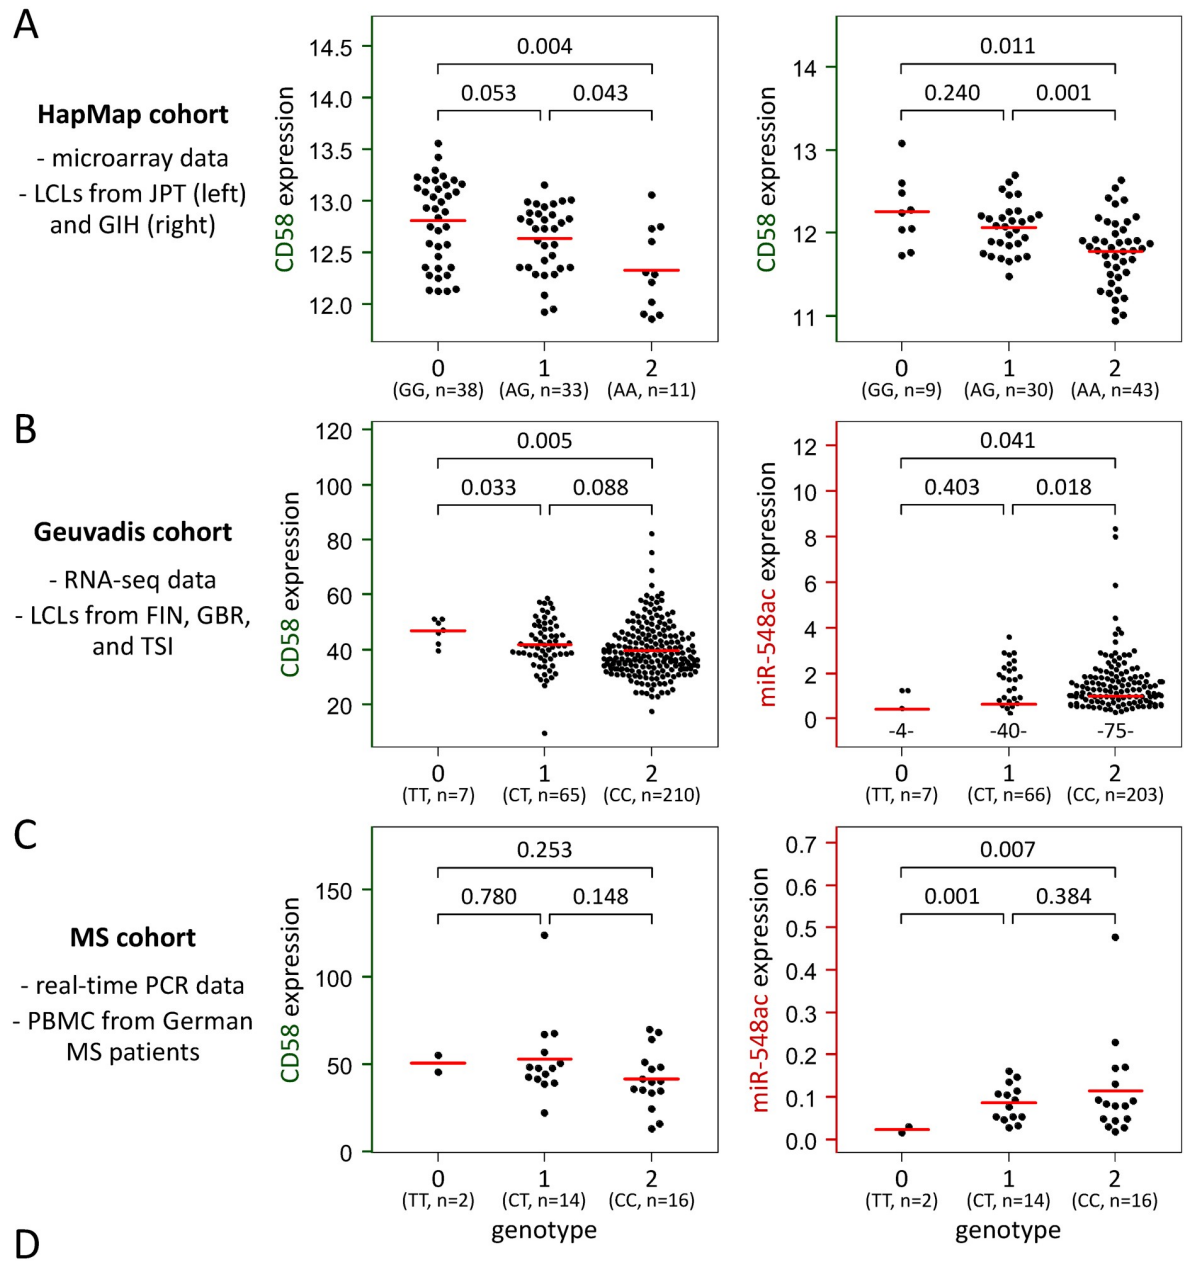 A
HapMap cohort
- microarray data
- LCLs from JPT (left)
and GIH (right)
CD58 expression
14.5
14.0
13.5
13.0
12.5
12.0
0.004
0.053
0.043
0
1
2
(GG, n=38)
(AG, n=33)
(AA, n=11)
CD58 expression
14
13
12
11
0.011
0.240
0.001
0
1
2
(GG, n=9)
(AG, n=30)
(AA, n=43)
B
Geuvadis cohort
- RNA-seq data
- LCLs from FIN, GBR,
and TSI
CD58 expression
120
100
80
60
40
20
0.005
0.033
0.088
0
1
2
(TT, n=7)
(CT, n=65)
(CC, n=210)
miR-548ac expression
12
10
8
6
4
2
0
0.041
0.403
0.018
-4-
-40-
-75-
0
1
2
(TT, n=7)
(CT, n=66)
(CC, n=203)
C
MS cohort
- real-time PCR data
- PBMC from German
MS patients
CD58 expression
150
100
50
0
0.253
0.780
0.148
0
1
2
(TT, n=2)
(CT, n=14)
(CC, n=16)
genotype
miR-548ac expression
0.7
0.6
0.5
0.4
0.3
0.2
0.1
0.0
0.007
0.001
0.384
0
1
2
(TT, n=2)
(CT, n=14)
(CC, n=16)
genotype
D